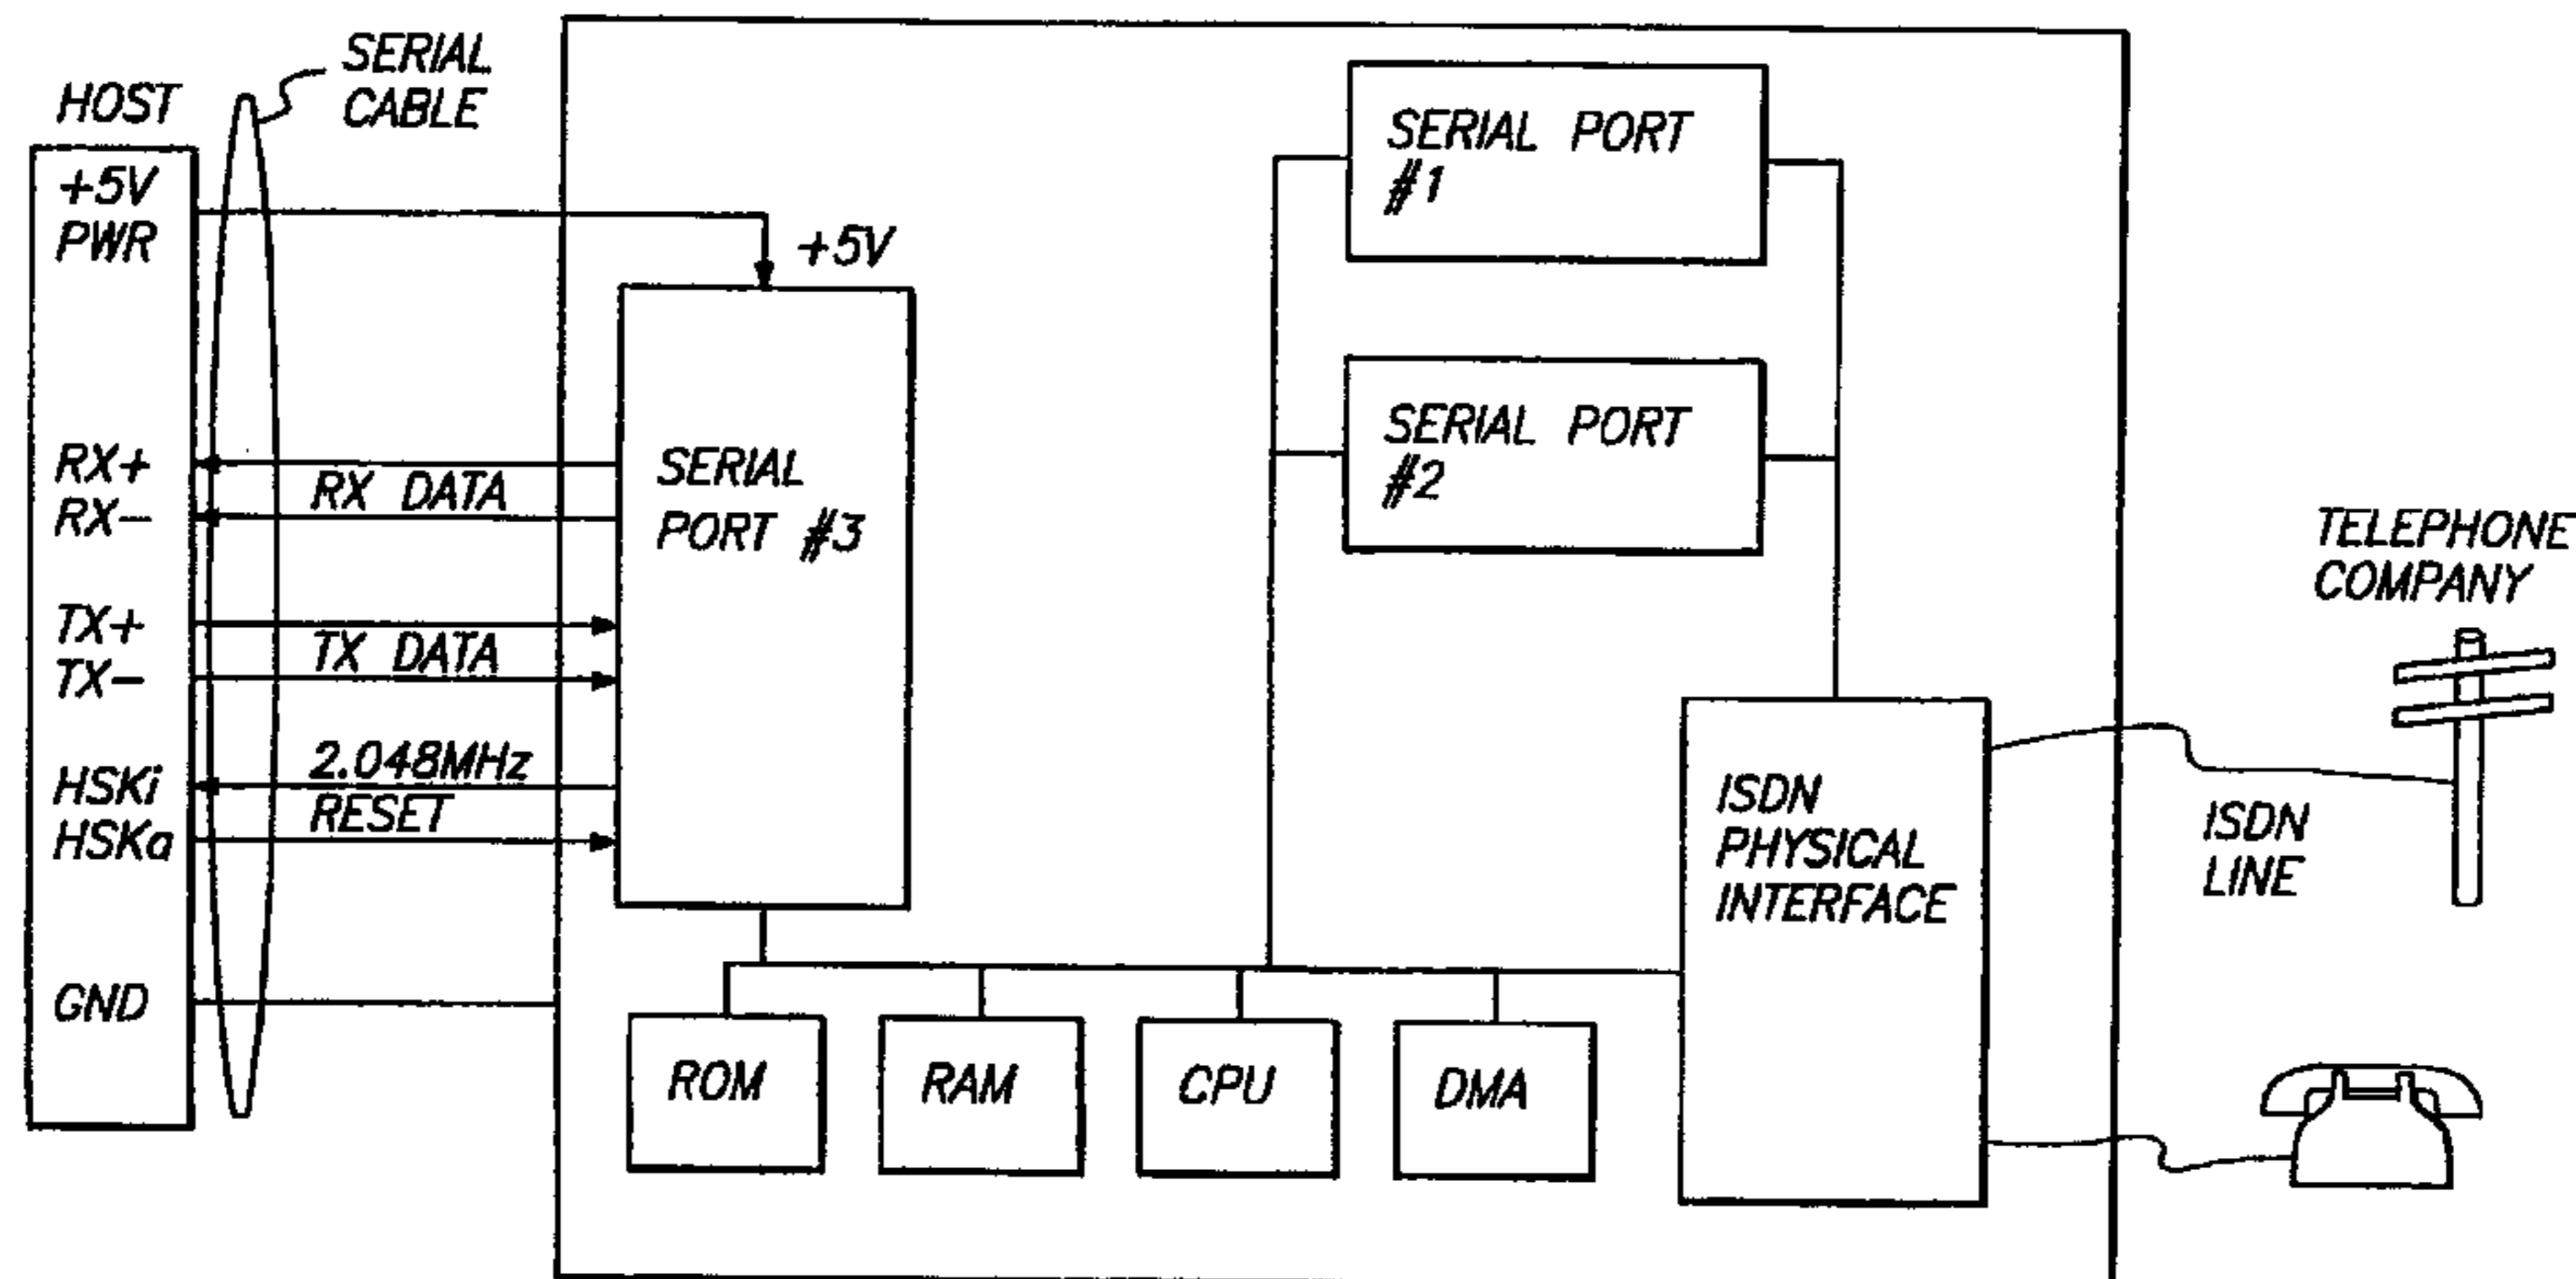 SERIAL
CABLE
HOST
+5V
PWR
+5V
SERIAL PORT
#1
SERIAL PORT
#2
RX+
RX-
RX DATA
SERIAL
PORT #3
TX+
TX-
TX DATA
TELEPHONE
COMPANY
HSKi
HSKa
2.048MHz
RESET
ISDN
PHYSICAL
INTERFACE
ISDN
LINE
GND
ROM
RAM
CPU
DMA